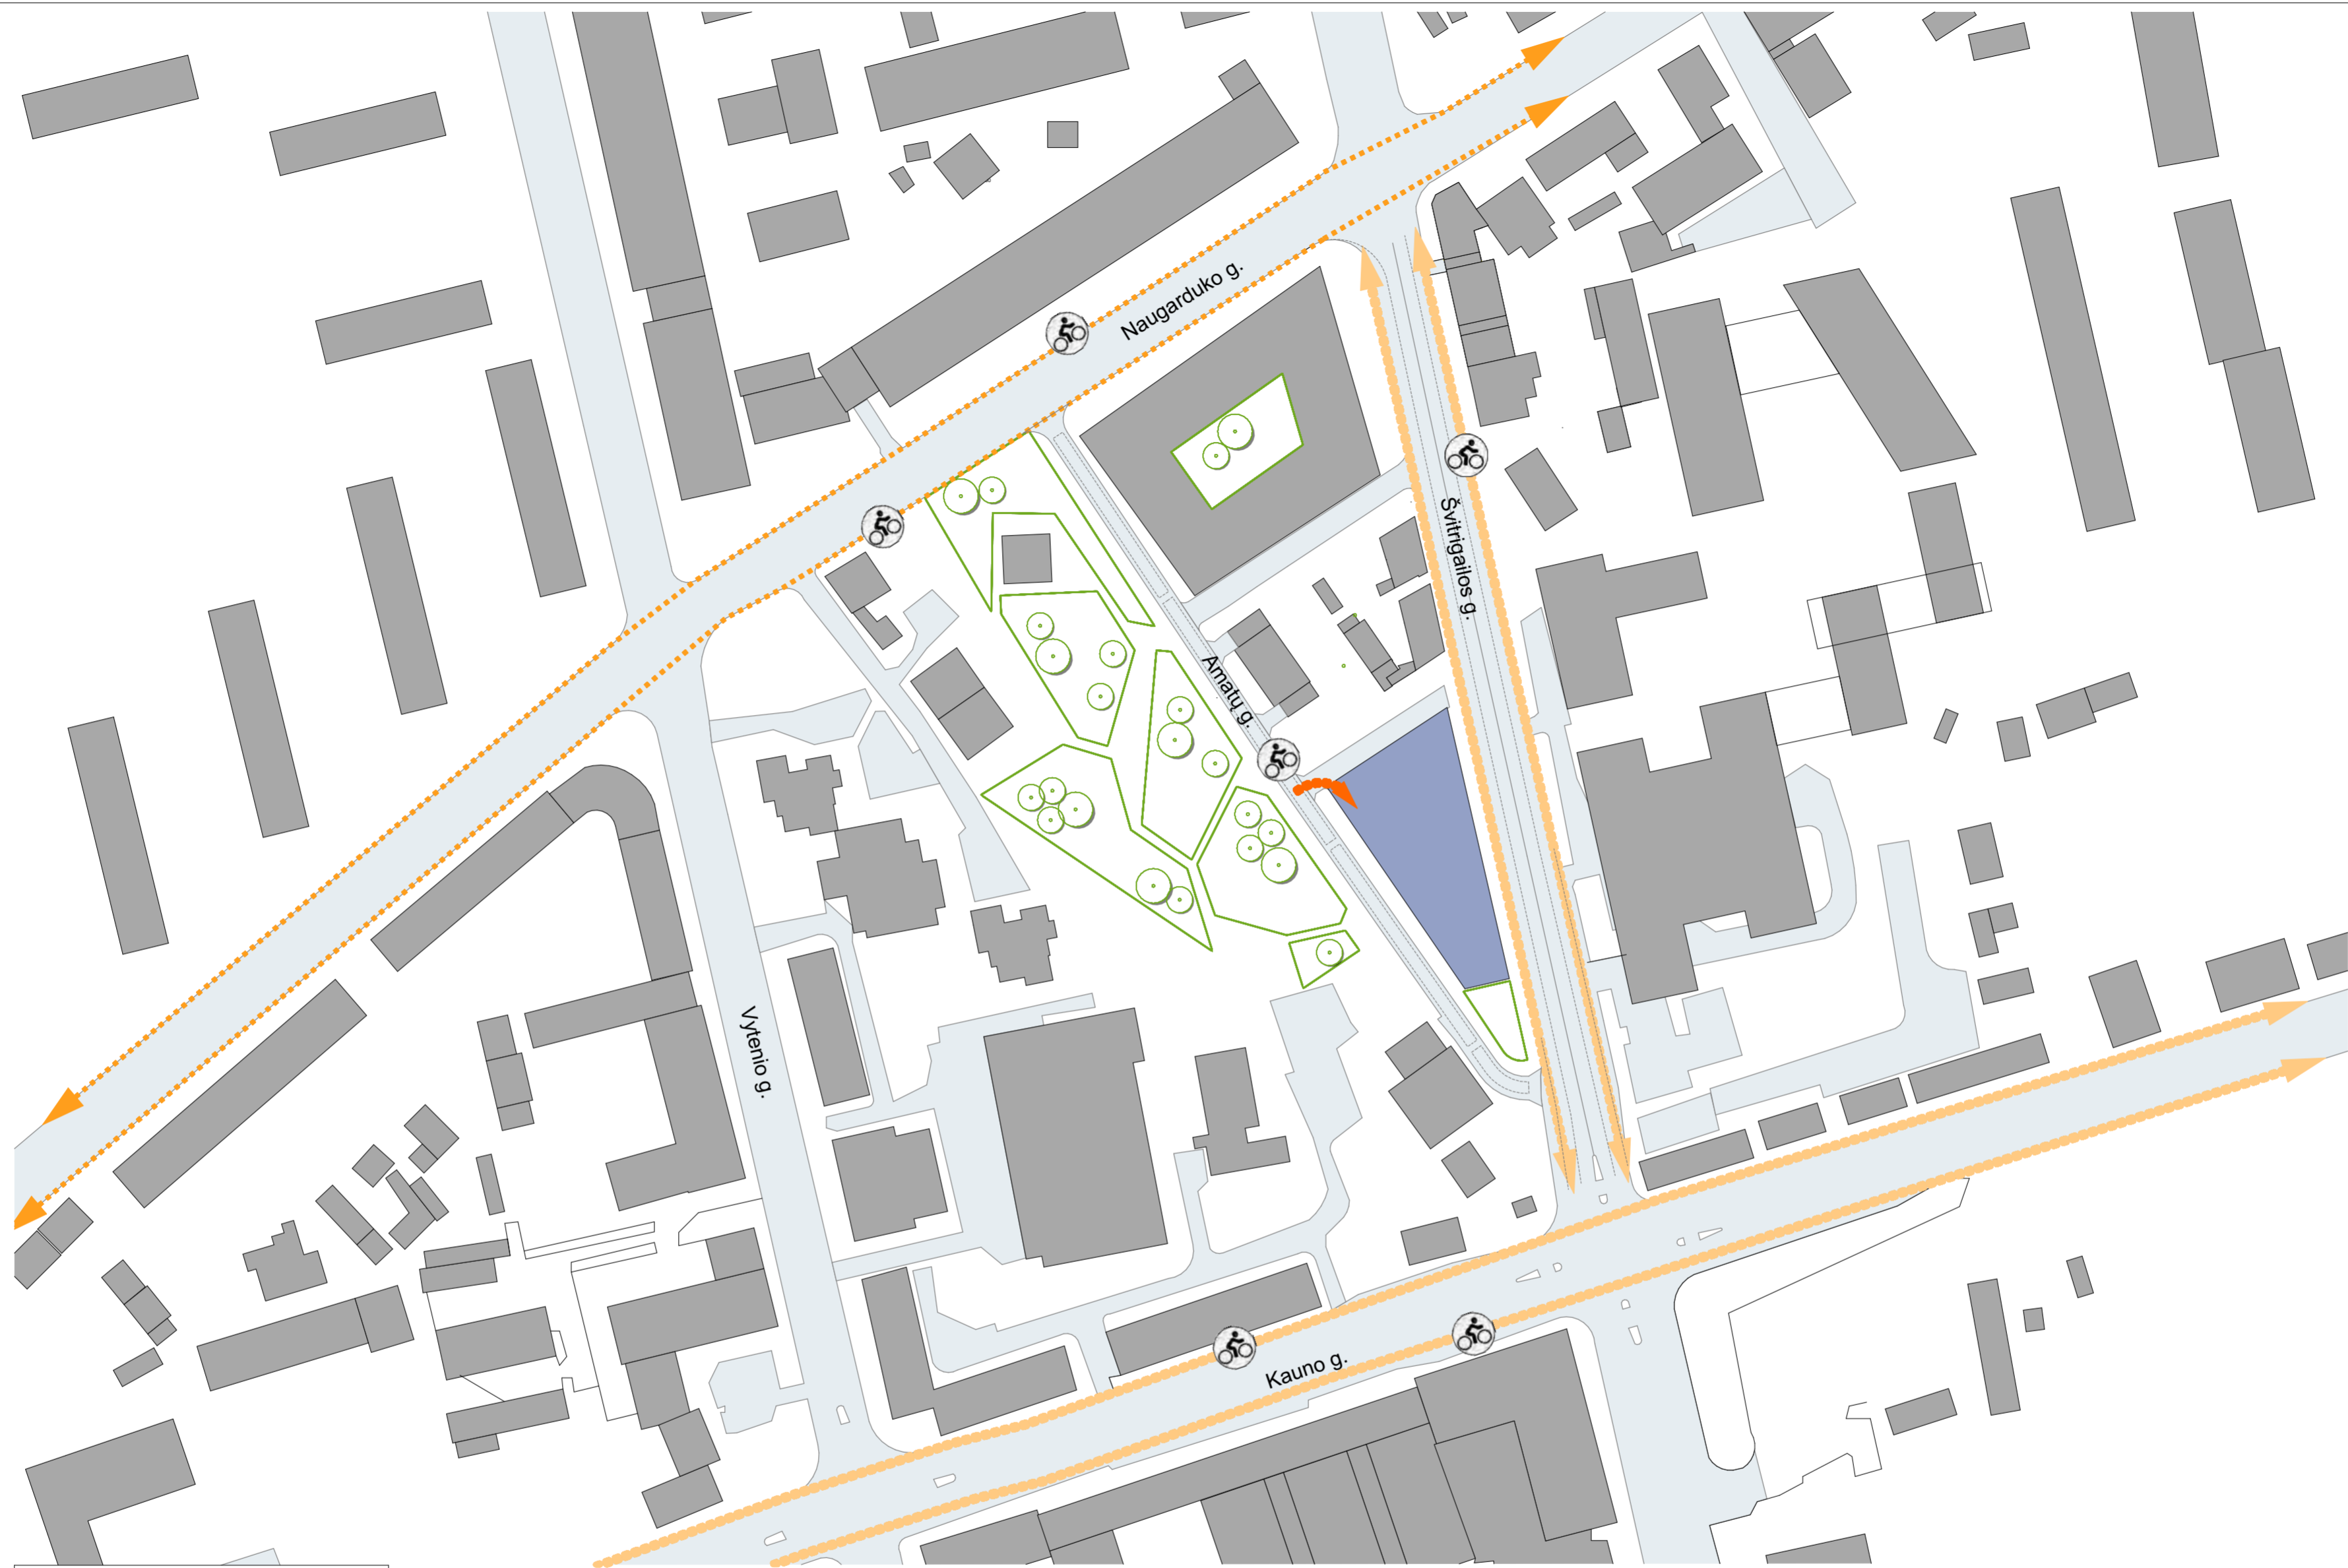 Naugarduko g.
Švitrigailos g.
Amatų g.
Vytenio g.
Kauno g.